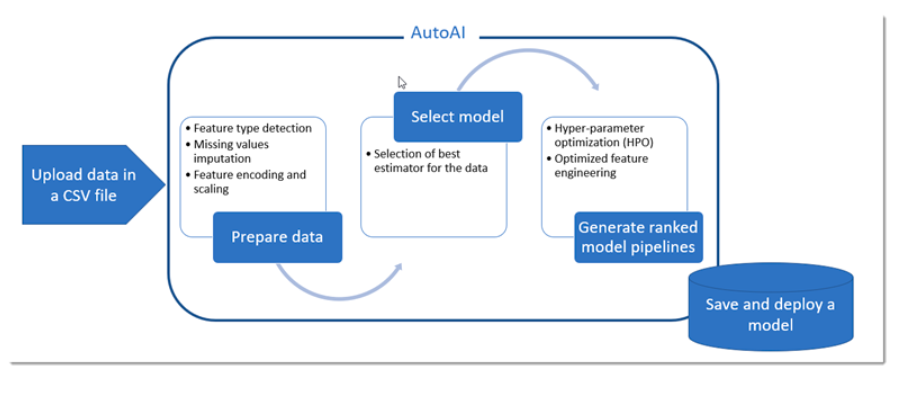 AutoAI
Upload data in
a CSV file
• Feature type detection
• Missing values
imputation
• Feature encoding and
scaling
Prepare data
Select model
• Selection of best
estimator for the data
• Hyper-parameter
optimization (HPO)
• Optimized feature
engineering
Generate ranked
model pipelines
Save and deploy a
model